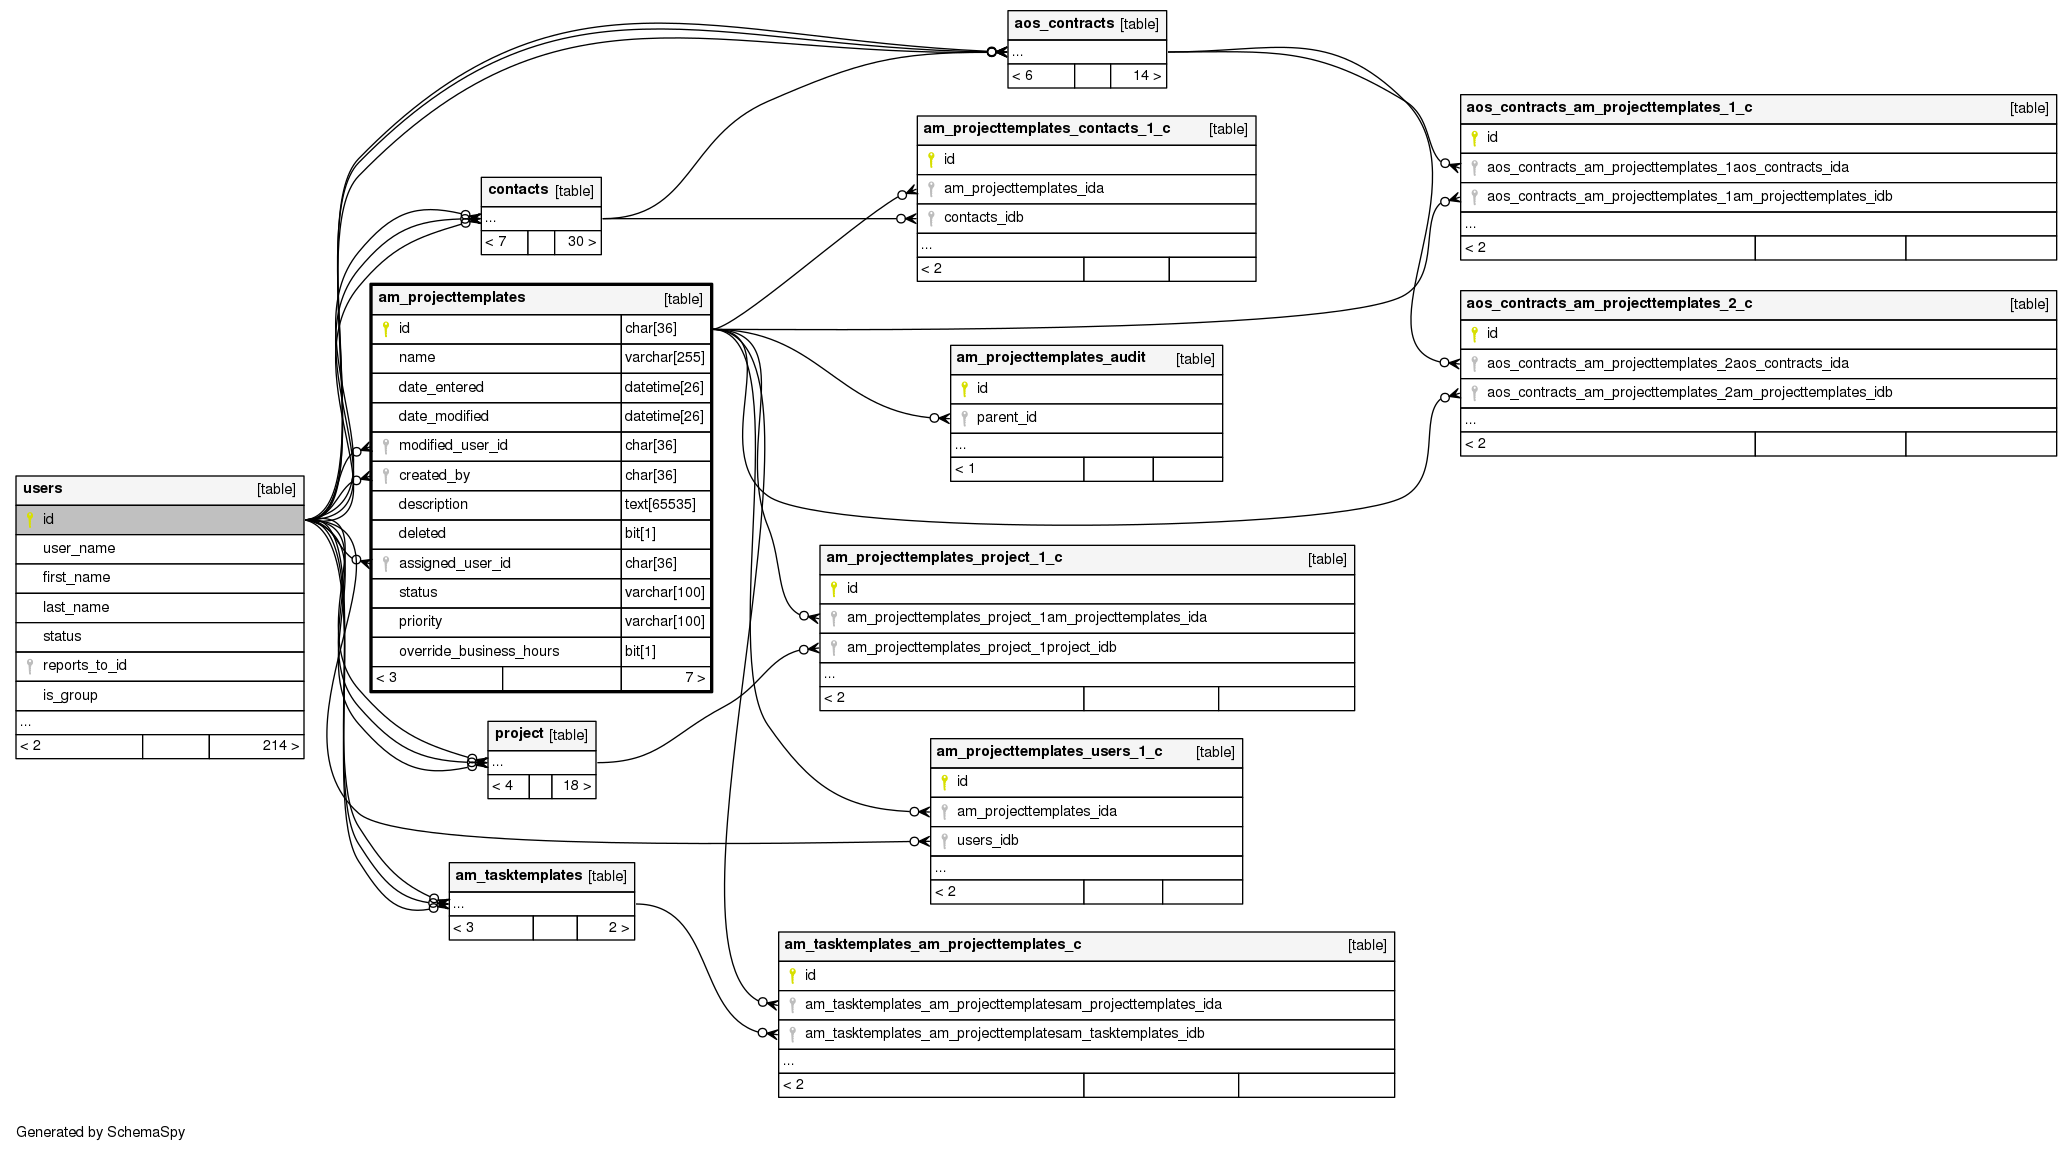 aos_contracts [table]
...
< 6 14 >
aos_contracts_am_projecttemplates_1_c [table]
id
aos_contracts_am_projecttemplates_1aos_contracts_ida
aos_contracts_am_projecttemplates_1am_projecttemplates_idb
...
< 2
am_projecttemplates_contacts_1_c [table]
id
am_projecttemplates_ida
contacts_idb
...
< 2
contacts [table]
...
< 7 30 >
am_projecttemplates [table]
id char[36]
name varchar[255]
date_entered datetime[26]
date_modified datetime[26]
modified_user_id char[36]
created_by char[36]
description text[65535]
deleted bit[1]
assigned_user_id char[36]
status varchar[100]
priority varchar[100]
override_business_hours bit[1]
< 3 7 >
aos_contracts_am_projecttemplates_2_c [table]
id
aos_contracts_am_projecttemplates_2aos_contracts_ida
aos_contracts_am_projecttemplates_2am_projecttemplates_idb
...
< 2
am_projecttemplates_audit [table]
id
parent_id
...
< 1
users [table]
id
user_name
first_name
last_name
status
reports_to_id
is_group
...
< 2 214 >
am_projecttemplates_project_1_c [table]
id
am_projecttemplates_project_1am_projecttemplates_ida
am_projecttemplates_project_1project_idb
...
< 2
project [table]
...
< 4 18 >
am_projecttemplates_users_1_c [table]
id
am_projecttemplates_ida
users_idb
...
< 2
am_tasktemplates [table]
...
< 3 2 >
am_tasktemplates_am_projecttemplates_c [table]
id
am_tasktemplates_am_projecttemplatesam_projecttemplates_ida
am_tasktemplates_am_projecttemplatesam_tasktemplates_idb
...
< 2
Generated by SchemaSpy